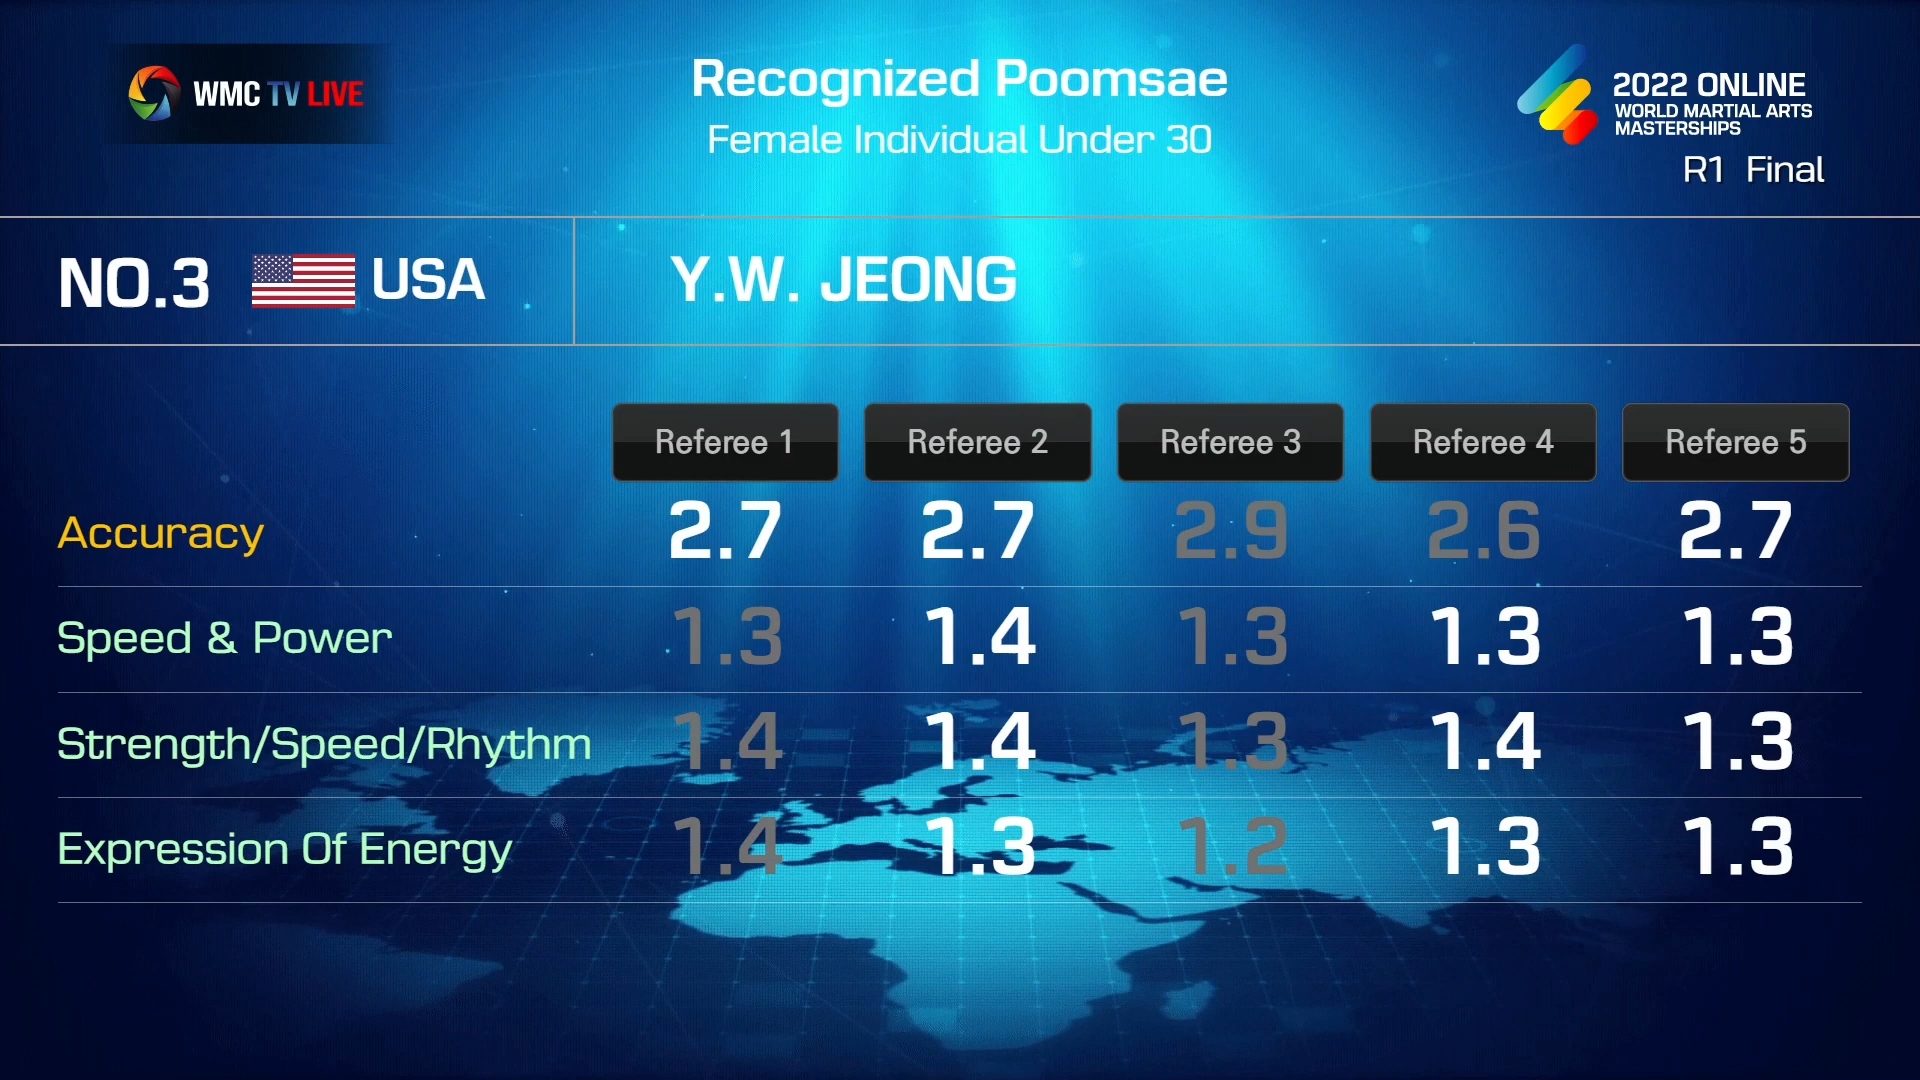 WMC TV LIVE
Recognized Poomsae
Female Individual Under 30
2022 ONLINE
WORLD MARTIAL ARTS
MASTERSHIPS
R1 Final
NO.3 USA Y.W. JEONG
Referee 1 Referee 2 Referee 3 Referee 4 Referee 5
Accuracy 2.7 2.7 2.9 2.6 2.7
Speed & Power 1.3 1.4 1.3 1.3 1.3
Strength/Speed/Rhythm 1.4 1.4 1.3 1.4 1.3
Expression Of Energy 1.4 1.3 1.2 1.3 1.3